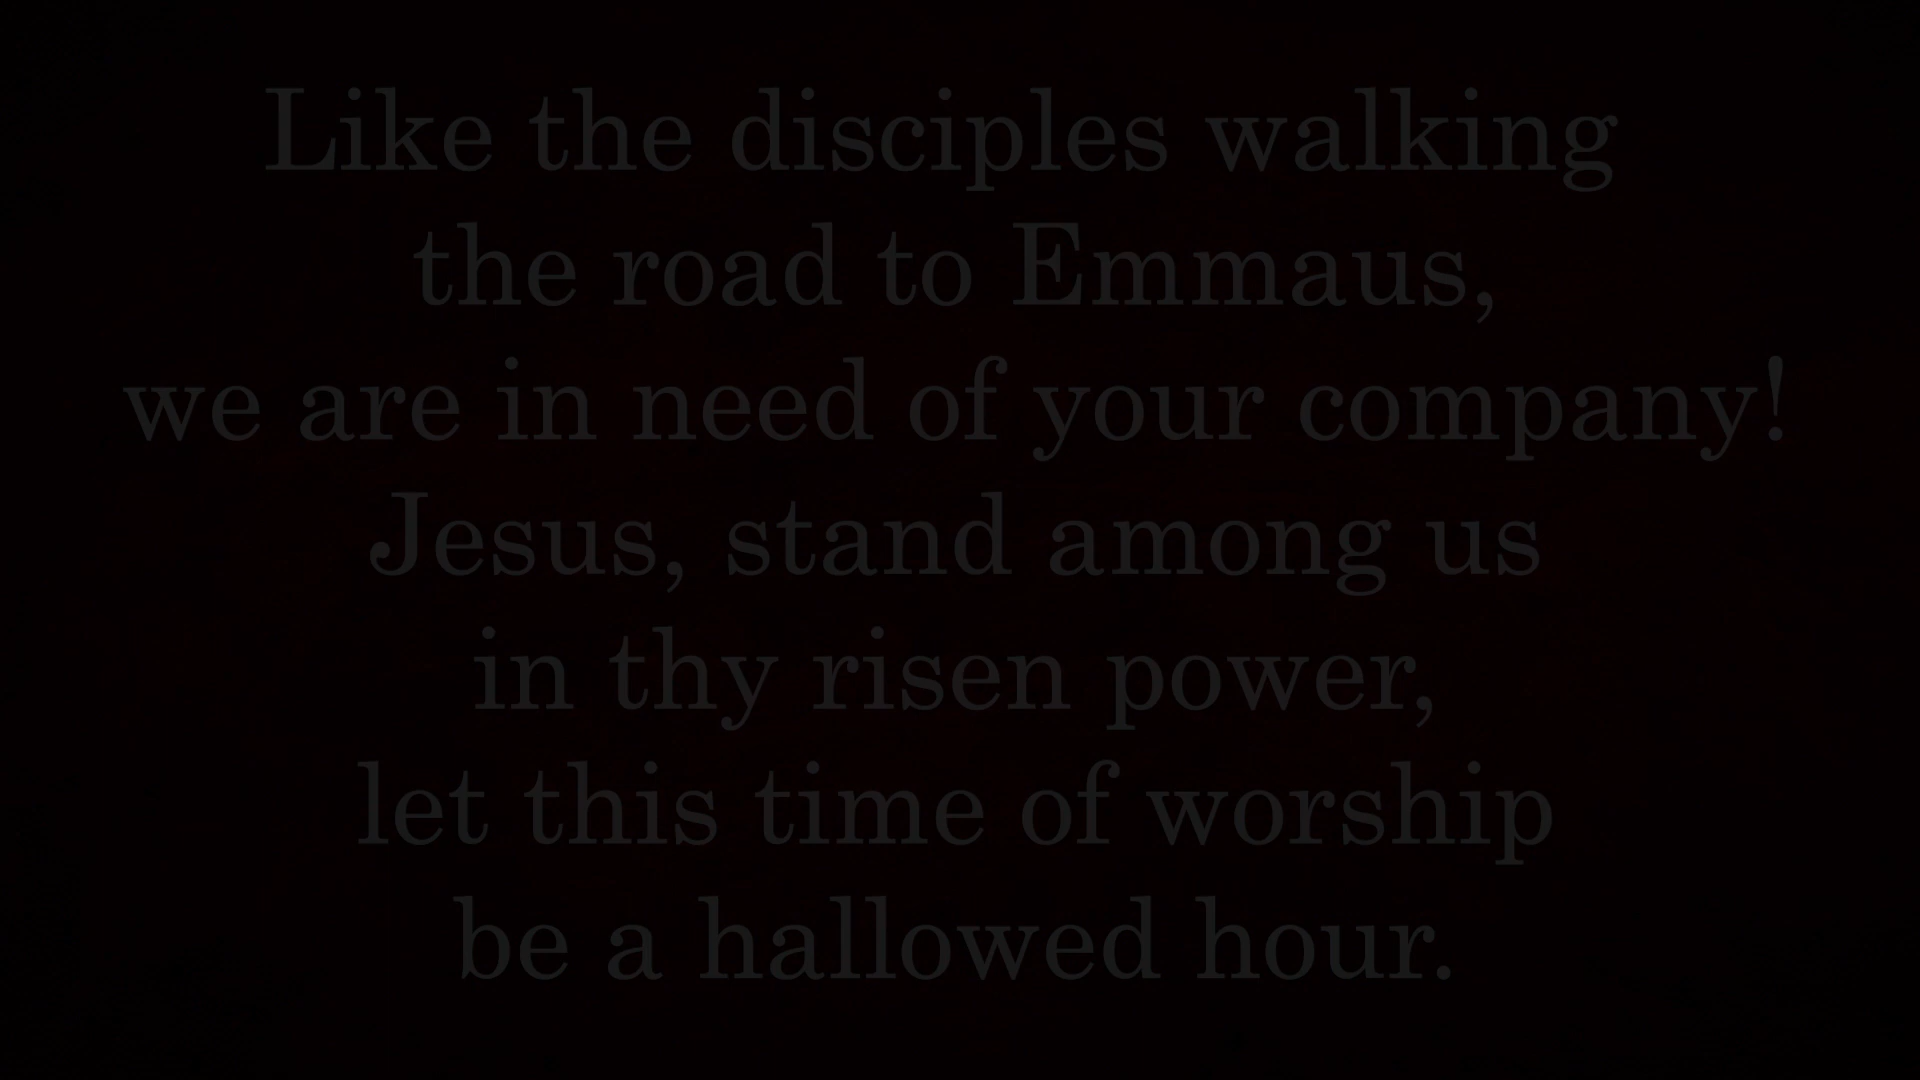 Like the disciples walking
the road to Emmaus,
we are in need of your company!
Jesus, stand among us
in thy risen power,
let this time of worship
be a hallowed hour.